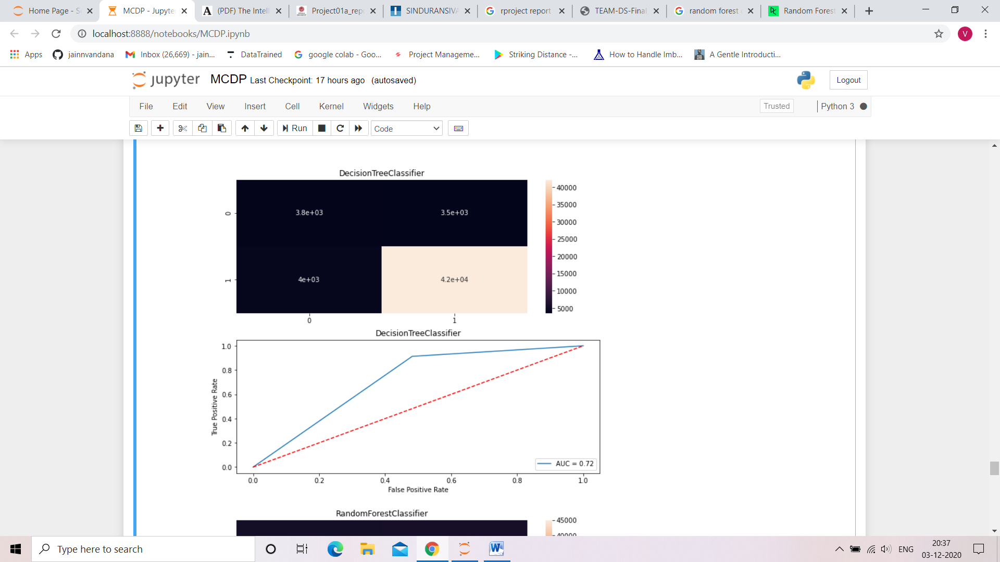 Home Page - S
MCDP - Jupyte
(PDF) The Intell
Project01a_rep
SINDURANSIVA
rproject report
TEAM-DS-Final
random forest
Random Forest
localhost:8888/notebooks/MCDP.ipynb
V
Apps
jainnvandana
Inbox (26,669) - jain...
DataTrained
google colab - Goo...
Project Manageme...
Striking Distance -...
How to Handle Imb...
A Gentle Introducti...
jupyter MCDP Last Checkpoint: 17 hours ago (autosaved)
Logout
File Edit View Insert Cell Kernel Widgets Help
Trusted
Python 3
Run
Code
DecisionTreeClassifier
3.8e+03 3.5e+03
4e+03 4.2e+04
0
1
0 1
40000
35000
30000
25000
20000
15000
10000
5000
DecisionTreeClassifier
1.0
0.8
0.6
0.4
0.2
0.0
True Positive Rate
AUC = 0.72
0.0 0.2 0.4 0.6 0.8 1.0
False Positive Rate
RandomForestClassifier
45000
40000
Type here to search
ENG
20:37
03-12-2020